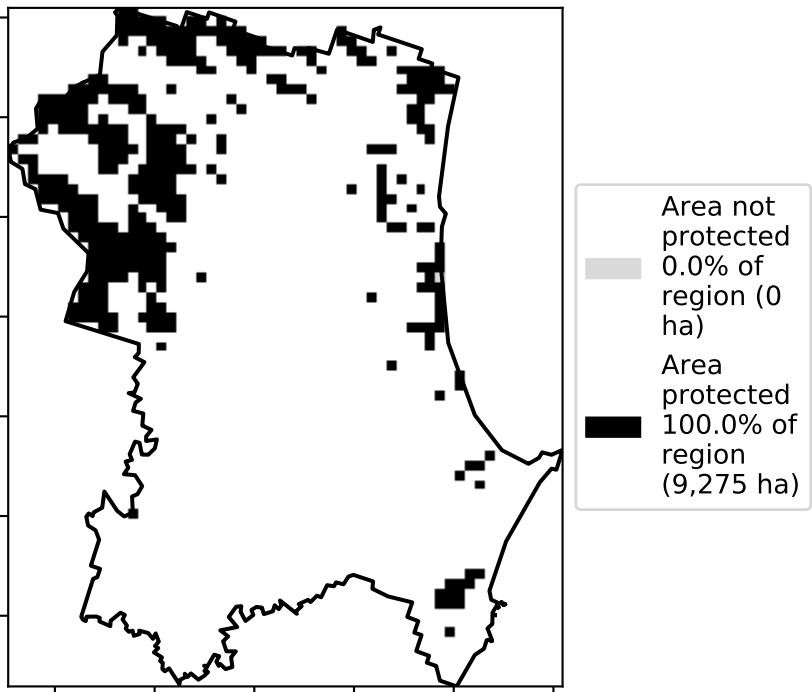 Area not
protected
0.0% of
region (0
ha)
Area
protected
100.0% of
region
(9,275 ha)